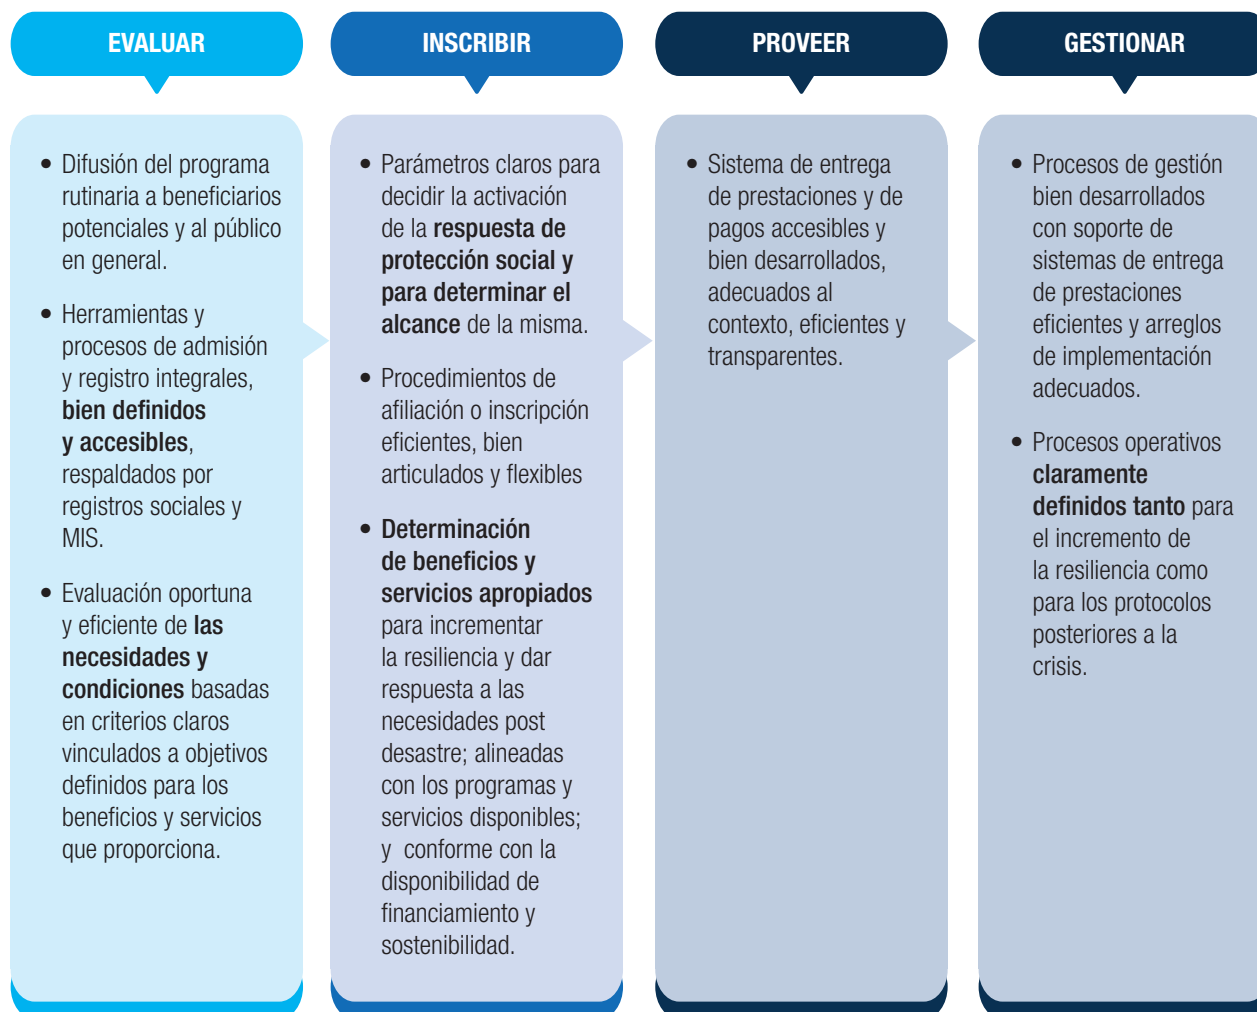 EVALUAR
• Difusión del programa
rutinaria a beneficiarios
potenciales y al público
en general.
• Herramientas y
procesos de admisión
y registro integrales,
bien definidos
y accesibles,
respaldados por
registros sociales y
MIS.
• Evaluación oportuna
y eficiente de las
necesidades y
condiciones basadas
en criterios claros
vinculados a objetivos
definidos para los
beneficios y servicios
que proporciona.
INSCRIBIR
• Parámetros claros para
decidir la activación
de la respuesta de
protección social y
para determinar el
alcance de la misma.
• Procedimientos de
afiliación o inscripción
eficientes, bien
articulados y flexibles
• Determinación
de beneficios y
servicios apropiados
para incrementar
la resiliencia y dar
respuesta a las
necesidades post
desastre; alineadas
con los programas y
servicios disponibles;
y conforme con la
disponibilidad de
financiamiento y
sostenibilidad.
PROVEER
• Sistema de entrega
de prestaciones y de
pagos accesibles y
bien desarrollados,
adecuados al
contexto, eficientes y
transparentes.
GESTIONAR
• Procesos de gestión
bien desarrollados
con soporte de
sistemas de entrega
de prestaciones
eficientes y arreglos
de implementación
adecuados.
• Procesos operativos
claramente
definidos tanto para
el incremento de
la resiliencia como
para los protocolos
posteriores a la
crisis.